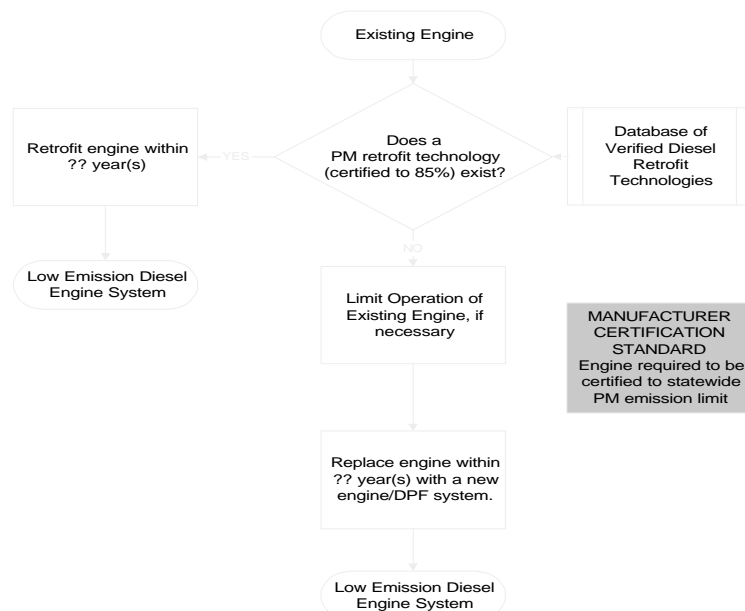 Existing Engine
Does a
PM retrofit technology
(certified to 85%) exist?
Database of
Verified Diesel
Retrofit
Technologies
YES
Retrofit engine within
?? year(s)
Low Emission Diesel
Engine System
NO
Limit Operation of
Existing Engine, if
necessary
MANUFACTURER
CERTIFICATION
STANDARD
Engine required to be
certified to statewide
PM emission limit
Replace engine within
?? year(s) with a new
engine/DPF system.
Low Emission Diesel
Engine System